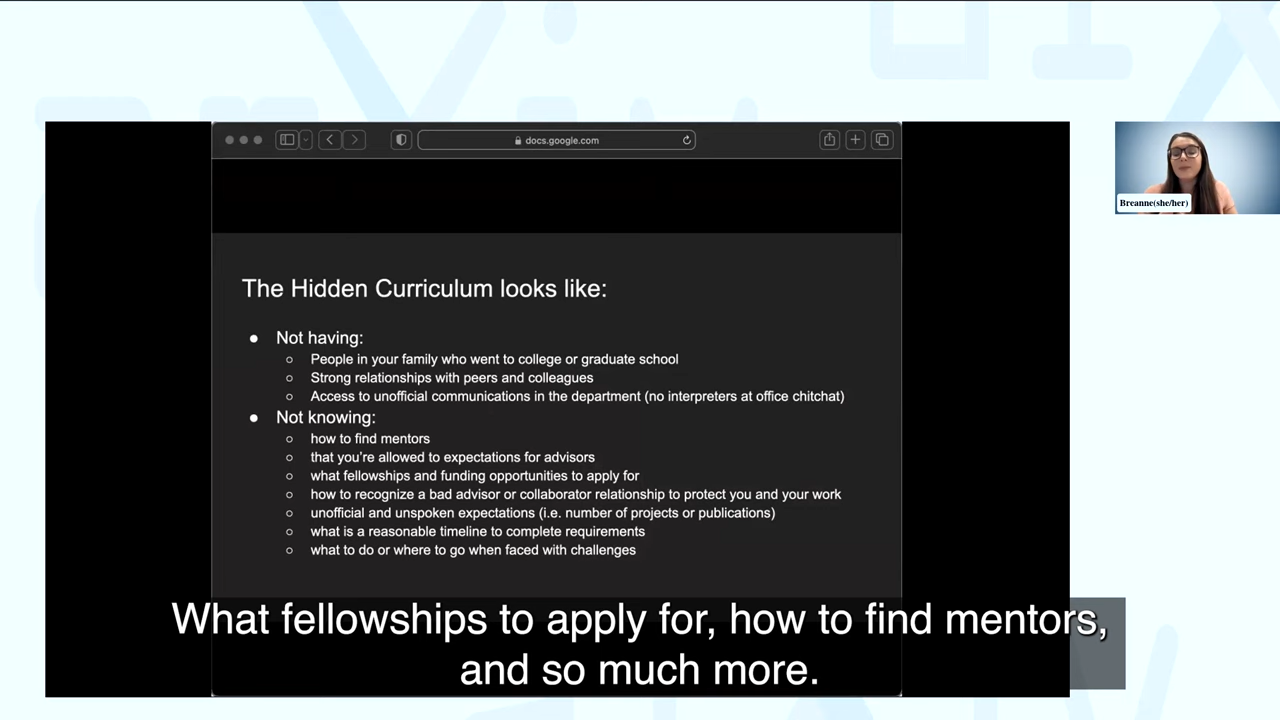 docs.google.com
Breanne(she/her)
The Hidden Curriculum looks like:
● Not having:
○ People in your family who went to college or graduate school
○ Strong relationships with peers and colleagues
○ Access to unofficial communications in the department (no interpreters at office chitchat)
● Not knowing:
○ how to find mentors
○ that you’re allowed to expectations for advisors
○ what fellowships and funding opportunities to apply for
○ how to recognize a bad advisor or collaborator relationship to protect you and your work
○ unofficial and unspoken expectations (i.e. number of projects or publications)
○ what is a reasonable timeline to complete requirements
○ what to do or where to go when faced with challenges
What fellowships to apply for, how to find mentors,
and so much more.